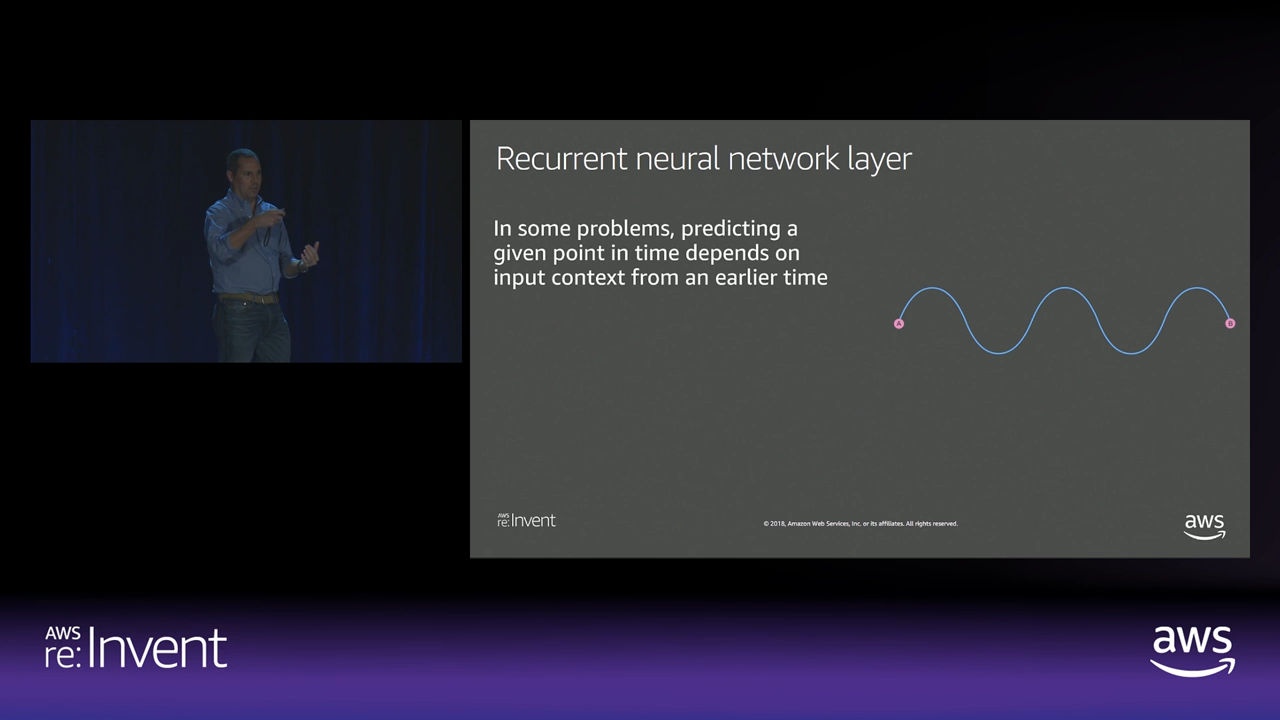 Recurrent neural network layer
In some problems, predicting a
given point in time depends on
input context from an earlier time
A
B
AWS
re:Invent
© 2018, Amazon Web Services, Inc. or its affiliates. All rights reserved.
aws
AWS
re:Invent
aws